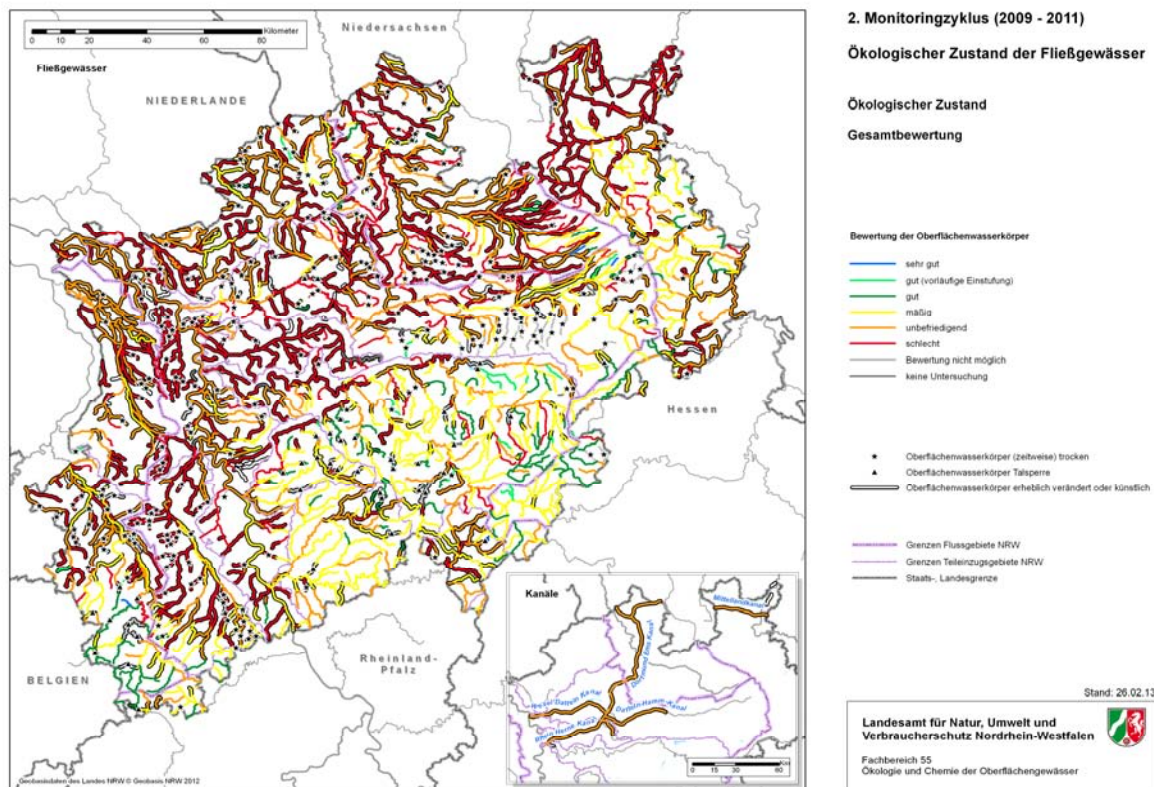 0 10 20 40 60 80 Kilometer
Fließgewässer
Niedersachsen
NIEDERLANDE
Hessen
Rheinland-
Pfalz
BELGIEN
Kanäle
Mittellandkanal
Dortmund Ems Kanal
Wesel Datteln Kanal
Datteln-Hamm-Kanal
Rhein Herne Kanal
0 15 30 60 Km
Geobasisdaten des Landes NRW © Geobasis NRW 2012
2. Monitoringzyklus (2009 - 2011)
Ökologischer Zustand der Fließgewässer
Ökologischer Zustand
Gesamtbewertung
Bewertung der Oberflächenwasserkörper
sehr gut
gut (vorläufige Einstufung)
gut
mäßig
unbefriedigend
schlecht
Bewertung nicht möglich
keine Untersuchung
Oberflächenwasserkörper (zeitweise) trocken
Oberflächenwasserkörper Talsperre
Oberflächenwasserkörper erheblich verändert oder künstlich
Grenzen Flussgebiete NRW
Grenzen Teileinzugsgebiete NRW
Staats-, Landesgrenze
Stand: 26.02.13
Landesamt für Natur, Umwelt und
Verbraucherschutz Nordrhein-Westfalen
Fachbereich 55
Ökologie und Chemie der Oberflächengewässer